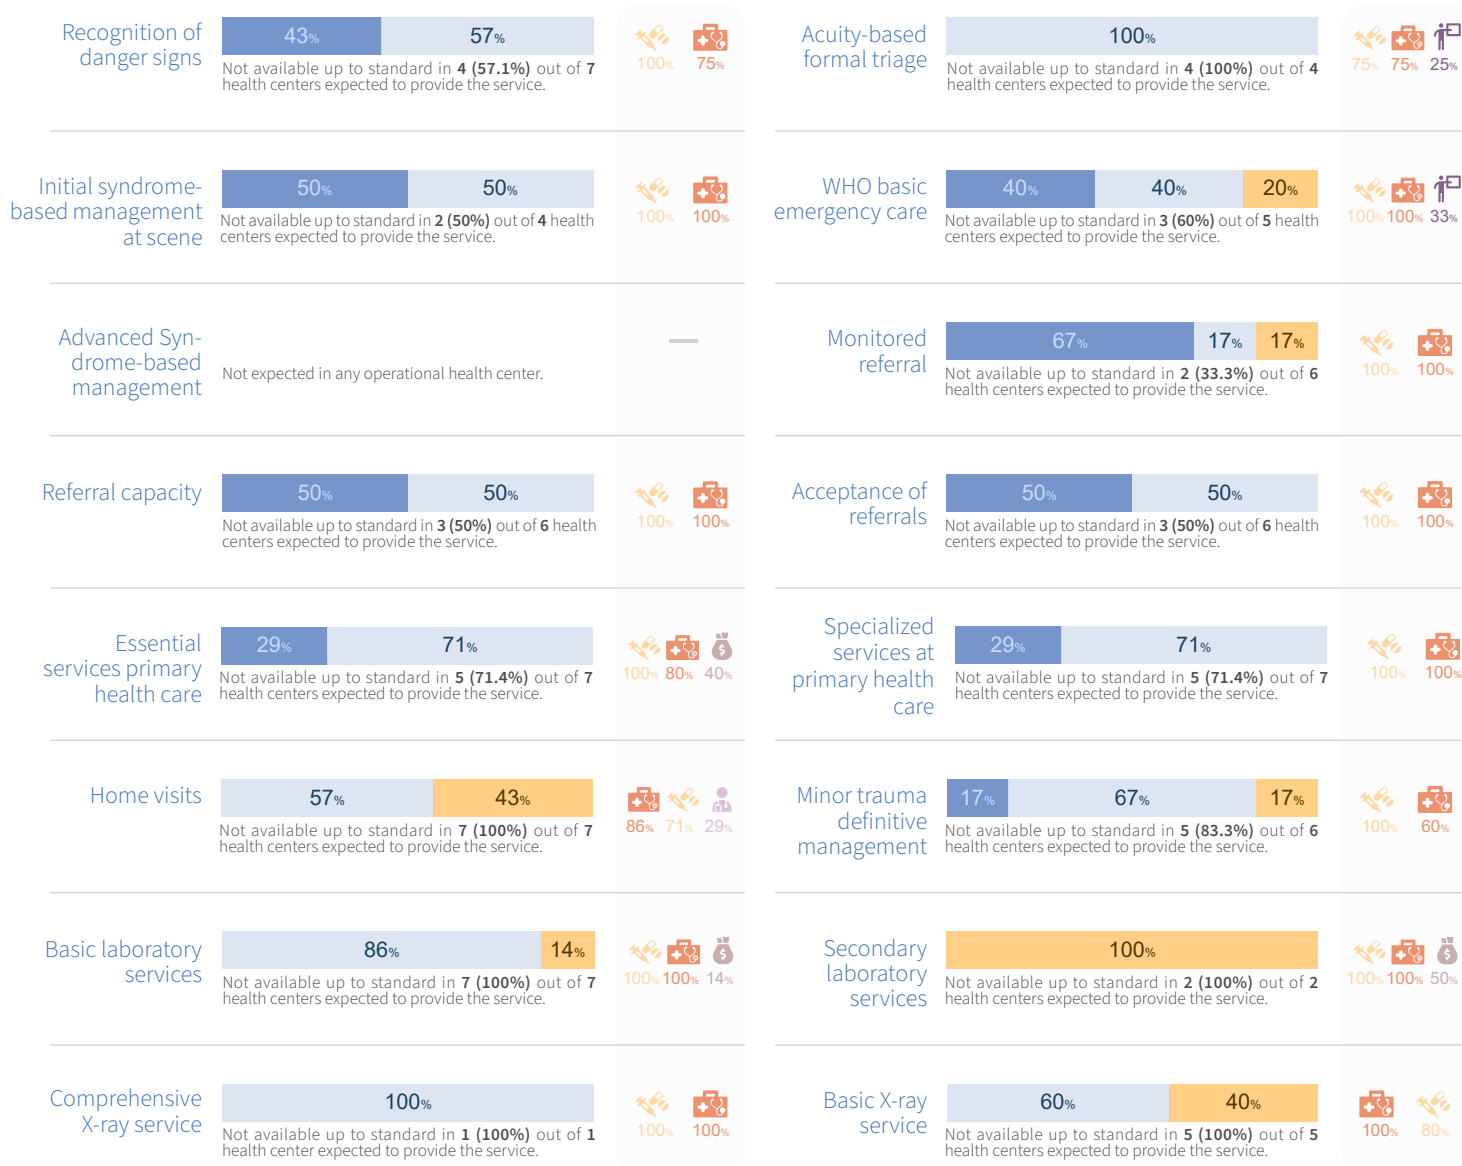 Recognition of
danger signs
43%
57%
Not available up to standard in 4 (57.1%) out of 7
health centers expected to provide the service.
100%
75%
Acuity-based
formal triage
100%
Not available up to standard in 4 (100%) out of 4
health centers expected to provide the service.
75%
75%
25%
Initial syndrome-
based management
at scene
50%
50%
Not available up to standard in 2 (50%) out of 4 health
centers expected to provide the service.
100%
100%
WHO basic
emergency care
40%
40%
20%
Not available up to standard in 3 (60%) out of 5 health
centers expected to provide the service.
100%
100%
33%
Advanced Syn-
drome-based
management
Not expected in any operational health center.
Monitored
referral
67%
17%
17%
Not available up to standard in 2 (33.3%) out of 6
health centers expected to provide the service.
100%
100%
Referral capacity
50%
50%
Not available up to standard in 3 (50%) out of 6 health
centers expected to provide the service.
100%
100%
Acceptance of
referrals
50%
50%
Not available up to standard in 3 (50%) out of 6 health
centers expected to provide the service.
100%
100%
Essential
services primary
health care
29%
71%
Not available up to standard in 5 (71.4%) out of 7
health centers expected to provide the service.
100%
80%
40%
Specialized
services at
primary health
care
29%
71%
Not available up to standard in 5 (71.4%) out of 7
health centers expected to provide the service.
100%
100%
Home visits
57%
43%
Not available up to standard in 7 (100%) out of 7
health centers expected to provide the service.
86%
71%
29%
Minor trauma
definitive
management
17%
67%
17%
Not available up to standard in 5 (83.3%) out of 6
health centers expected to provide the service.
100%
60%
Basic laboratory
services
86%
14%
Not available up to standard in 7 (100%) out of 7
health centers expected to provide the service.
100%
100%
14%
Secondary
laboratory
services
100%
Not available up to standard in 2 (100%) out of 2
health centers expected to provide the service.
100%
100%
50%
Comprehensive
X-ray service
100%
Not available up to standard in 1 (100%) out of 1
health center expected to provide the service.
100%
100%
Basic X-ray
service
60%
40%
Not available up to standard in 5 (100%) out of 5
health centers expected to provide the service.
100%
80%